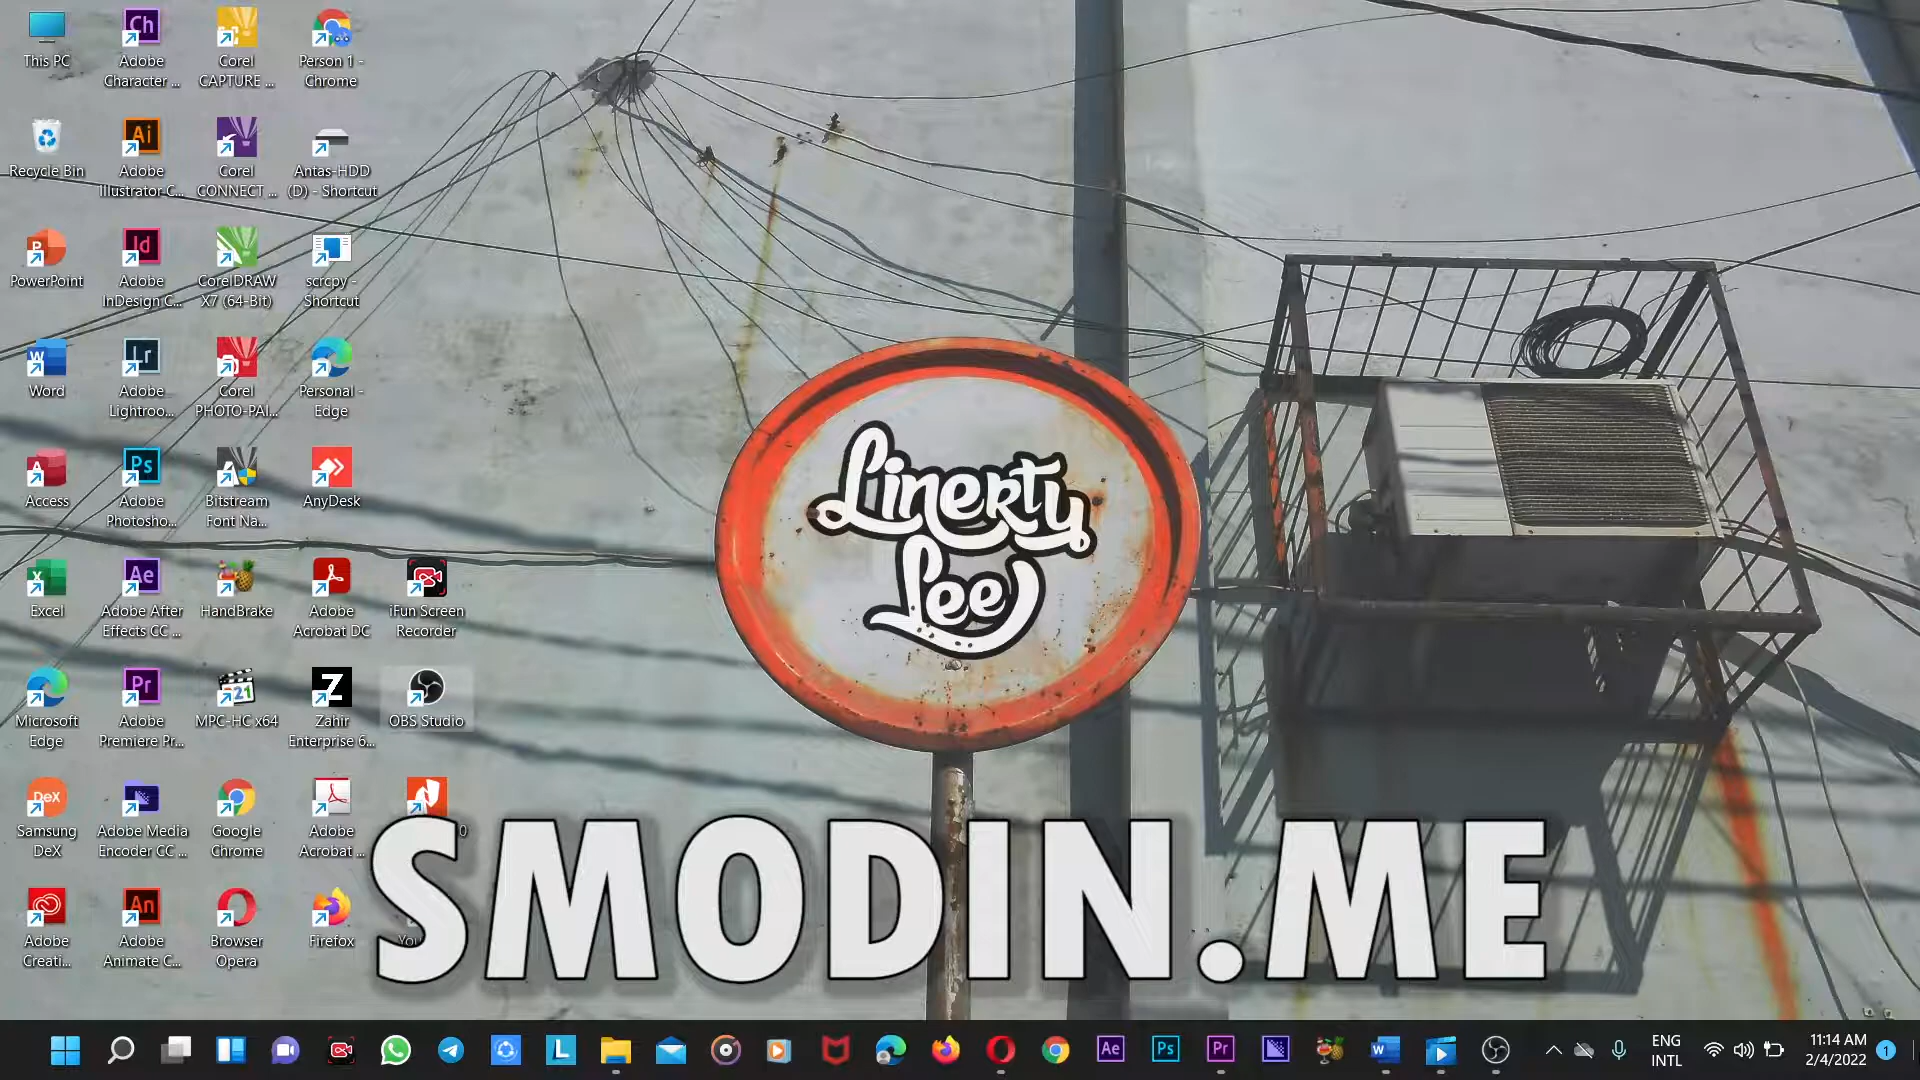 This PC
Adobe
Character ...
Corel
CAPTURE ...
Person 1 -
Chrome
Recycle Bin
Adobe
Illustrator C...
Corel
CONNECT ...
Antas-HDD
(D) - Shortcut
PowerPoint
Adobe
InDesign C...
CorelDRAW
X7 (64-Bit)
scrcpy -
Shortcut
Word
Adobe
Lightroo...
Corel
PHOTO-PAI...
Personal -
Edge
Access
Adobe
Photosho...
Bitstream
Font Na...
AnyDesk
Excel
Adobe After
Effects CC ...
HandBrake
Adobe
Acrobat DC
iFun Screen
Recorder
Microsoft
Edge
Adobe
Premiere Pr...
MPC-HC x64
Zahir
Enterprise 6...
OBS Studio
Samsung
DeX
Adobe Media
Encoder CC ...
Google
Chrome
Adobe
Acrobat ...
Adobe
Creati...
Adobe
Animate C...
Browser
Opera
Firefox
Linerty
Lee
SMODIN.ME
ENG
INTL
11:14 AM
2/4/2022
1